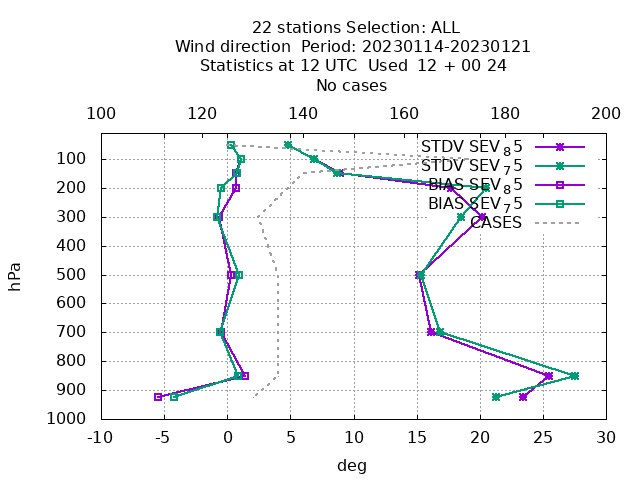 22 stations Selection: ALL
Wind direction  Period: 20230114-20230121
Statistics at 12 UTC  Used  12 + 00 24
No cases
100 120 140 160 180 200
STDV SEV 8 5
STDV SEV 7 5
BIAS SEV 8 5
BIAS SEV 7 5
CASES
100
200
300
400
500
600
700
800
900
1000
hPa
-10 -5 0 5 10 15 20 25 30
deg